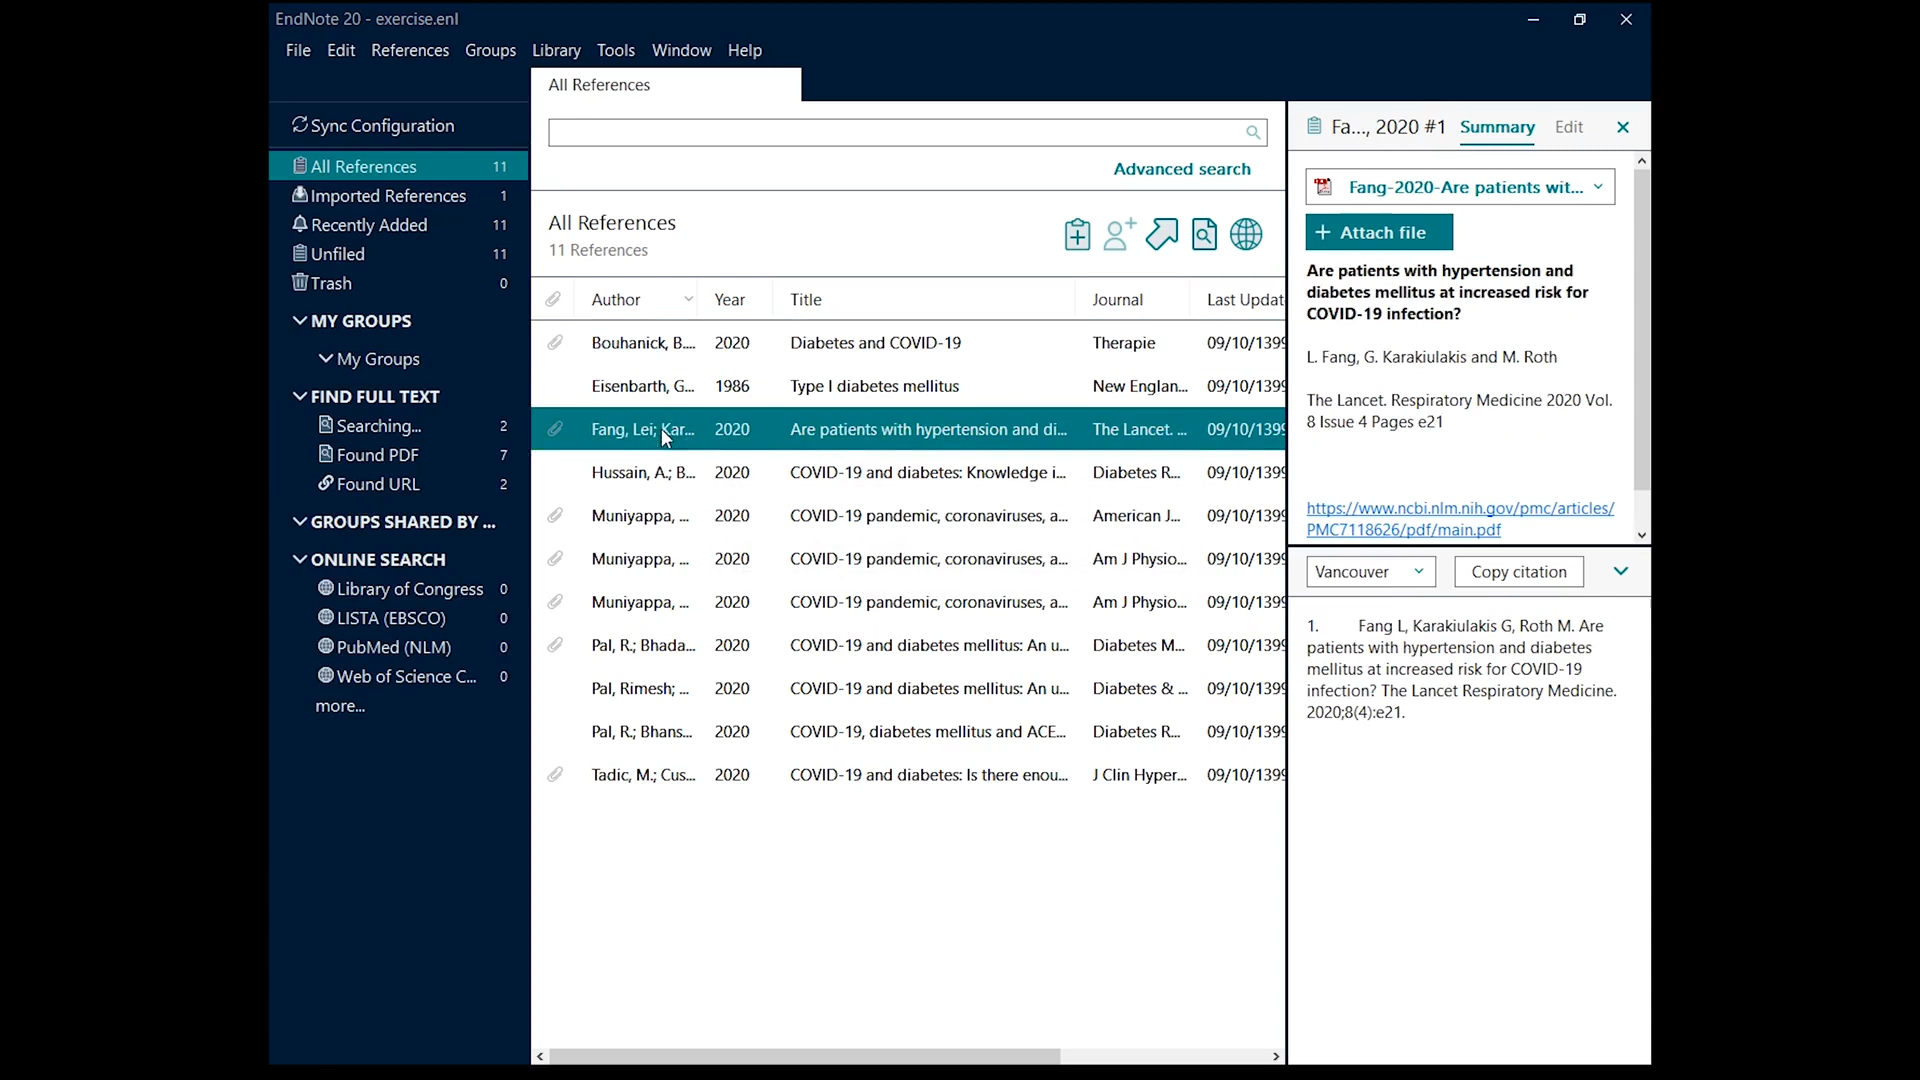 EndNote 20 - exercise.enl
File Edit References Groups Library Tools Window Help
All References
Sync Configuration
All References 11
Imported References 1
Recently Added 11
Unfiled 11
Trash 0
MY GROUPS
My Groups
FIND FULL TEXT
Searching... 2
Found PDF 7
Found URL 2
GROUPS SHARED BY ...
ONLINE SEARCH
Library of Congress 0
LISTA (EBSCO) 0
PubMed (NLM) 0
Web of Science C... 0
more...
Advanced search
All References
11 References
Author Year Title Journal Last Updat
Bouhanick, B.... 2020 Diabetes and COVID-19 Therapie 09/10/1399
Eisenbarth, G... 1986 Type I diabetes mellitus New Englan... 09/10/1399
Fang, Lei; Kar... 2020 Are patients with hypertension and di... The Lancet. ... 09/10/1399
Hussain, A.; B... 2020 COVID-19 and diabetes: Knowledge i... Diabetes R... 09/10/1399
Muniyappa, ... 2020 COVID-19 pandemic, coronaviruses, a... American J... 09/10/1399
Muniyappa, ... 2020 COVID-19 pandemic, coronaviruses, a... Am J Physio... 09/10/1399
Muniyappa, ... 2020 COVID-19 pandemic, coronaviruses, a... Am J Physio... 09/10/1399
Pal, R.; Bhada... 2020 COVID-19 and diabetes mellitus: An u... Diabetes M... 09/10/1399
Pal, Rimesh; ... 2020 COVID-19 and diabetes mellitus: An u... Diabetes & ... 09/10/1399
Pal, R.; Bhans... 2020 COVID-19, diabetes mellitus and ACE... Diabetes R... 09/10/1399
Tadic, M.; Cus... 2020 COVID-19 and diabetes: Is there enou... J Clin Hyper... 09/10/1399
Fa..., 2020 #1 Summary Edit
Fang-2020-Are patients wit...
+ Attach file
Are patients with hypertension and
diabetes mellitus at increased risk for
COVID-19 infection?
L. Fang, G. Karakiulakis and M. Roth
The Lancet. Respiratory Medicine 2020 Vol.
8 Issue 4 Pages e21
https://www.ncbi.nlm.nih.gov/pmc/articles/
PMC7118626/pdf/main.pdf
Vancouver Copy citation
1. Fang L, Karakiulakis G, Roth M. Are
patients with hypertension and diabetes
mellitus at increased risk for COVID-19
infection? The Lancet Respiratory Medicine.
2020;8(4):e21.